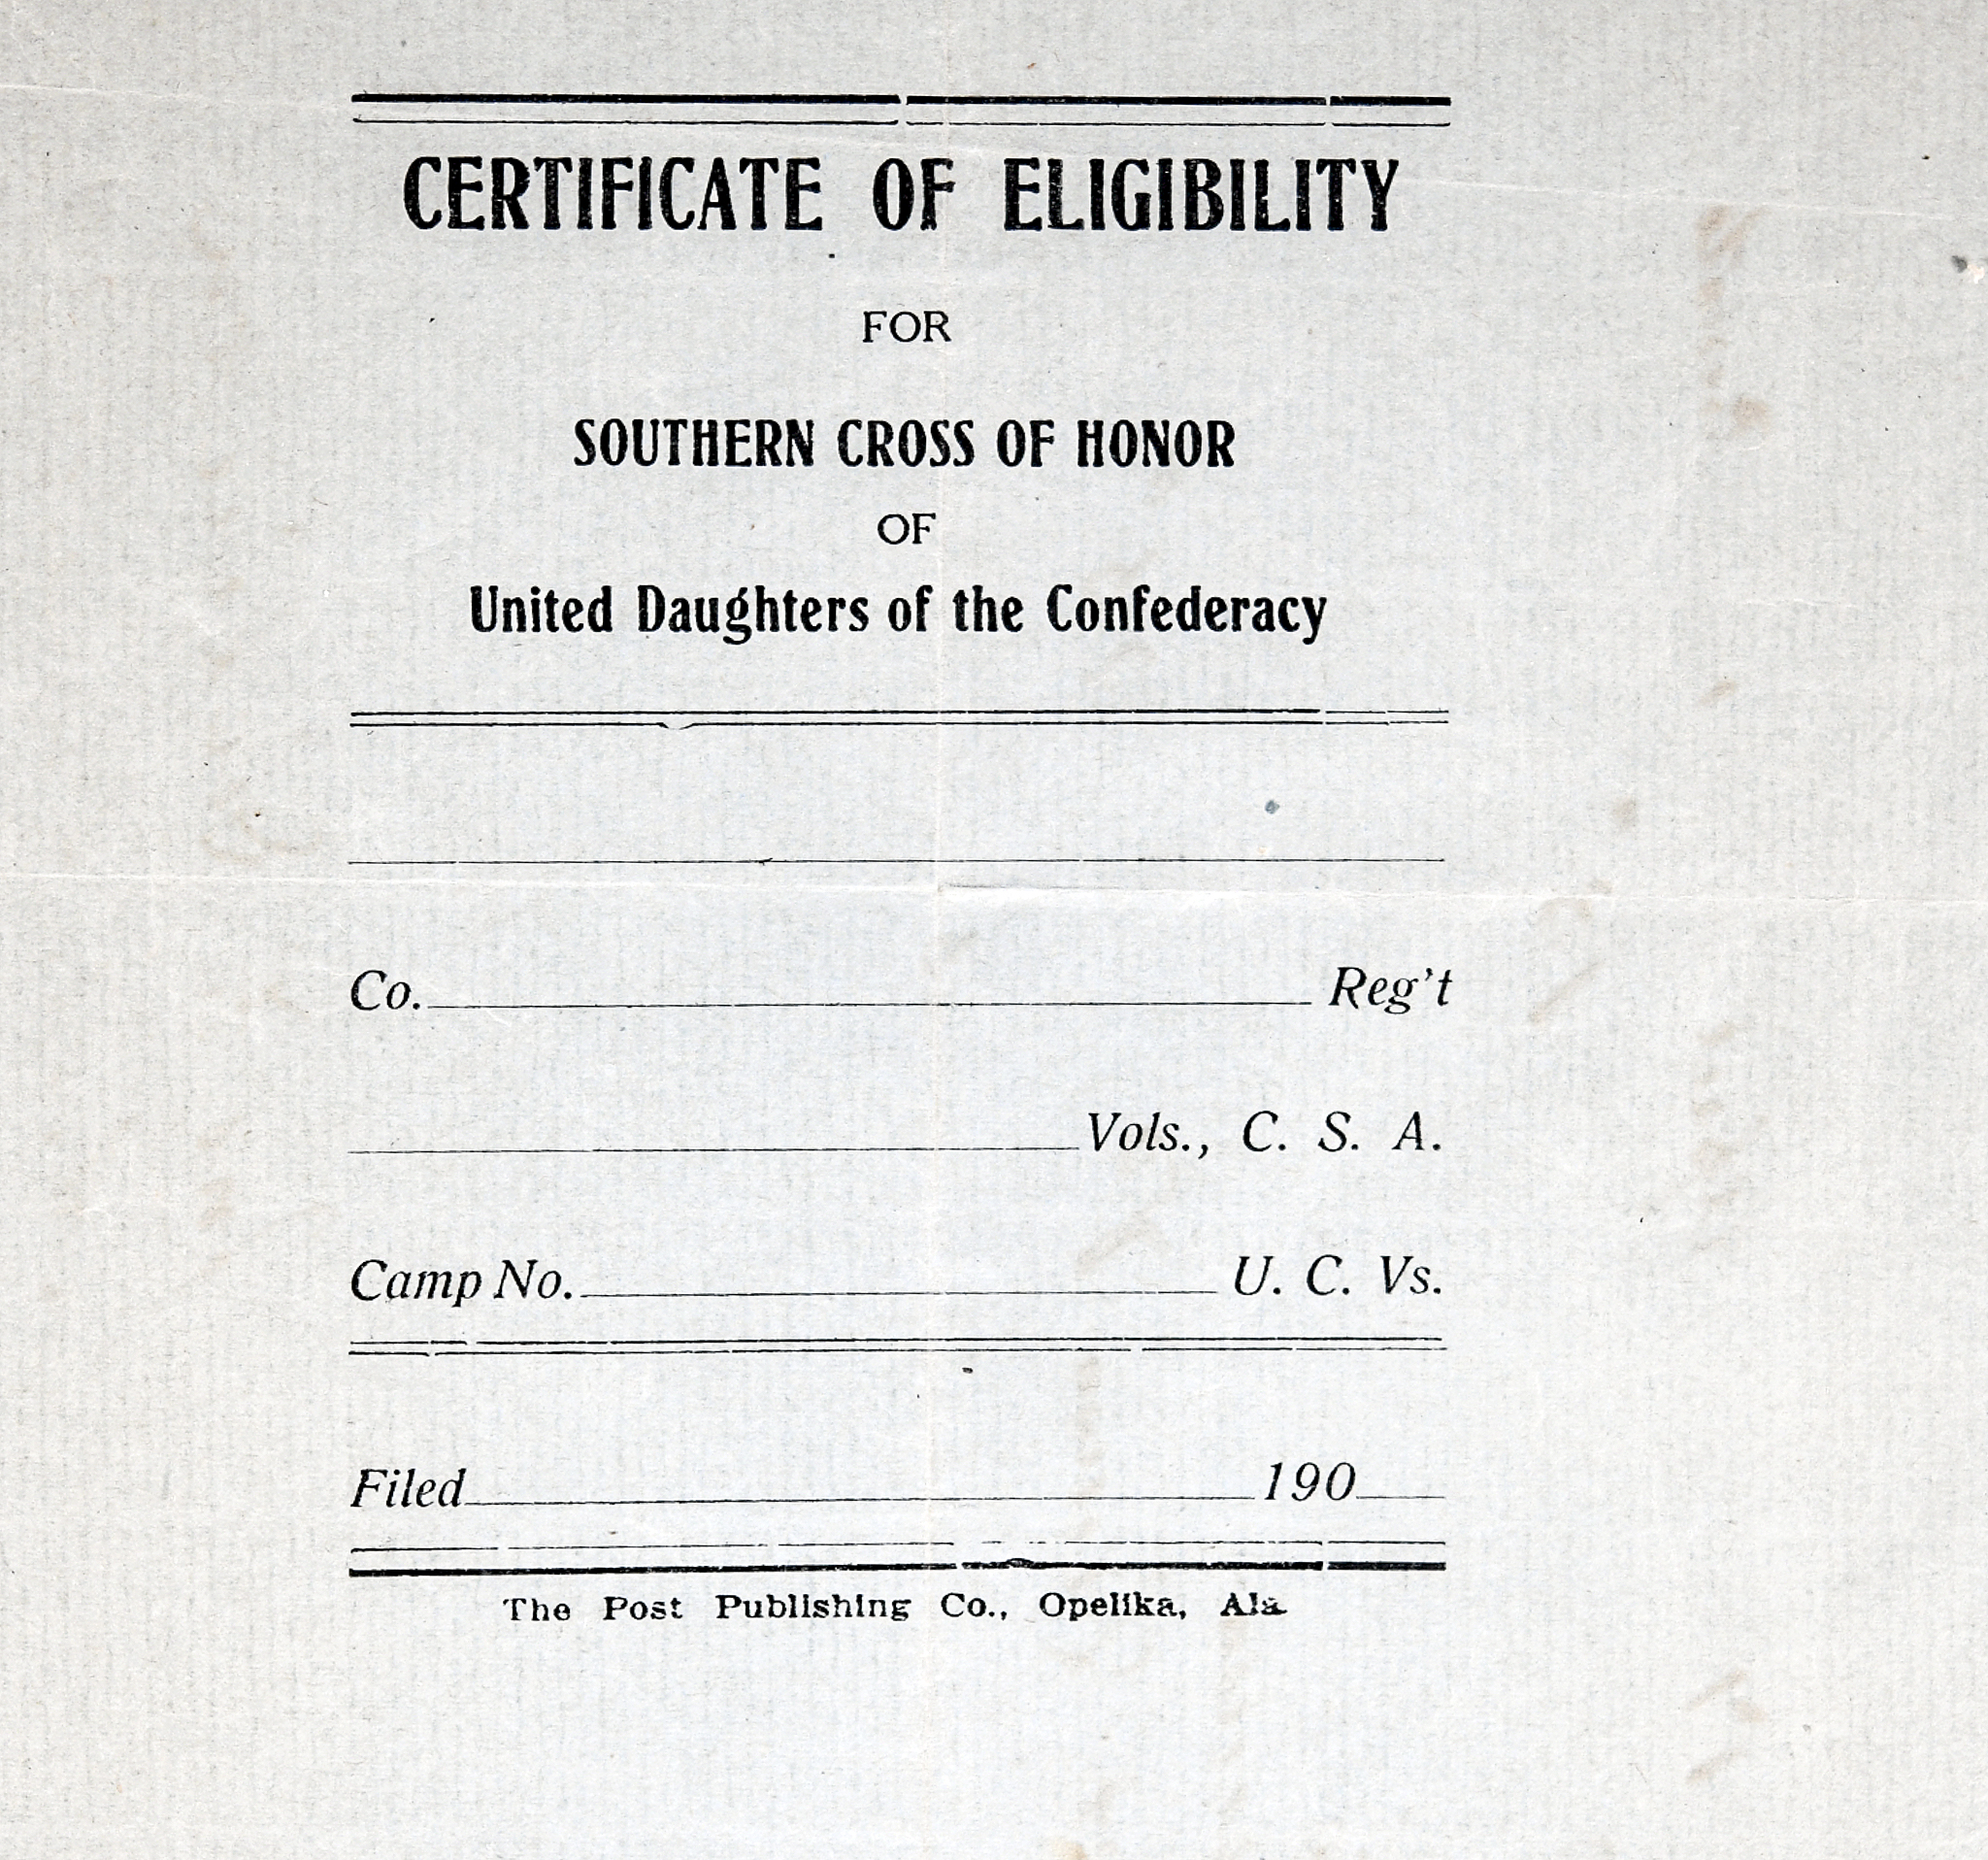 CERTIFICATE OF ELIGIBILITY
FOR
SOUTHERN CROSS OF HONOR
OF
United Daughters of the Confederacy
Co. Reg't
Vols., C. S. A.
Camp No. U. C. Vs.
Filed 190
The Post Publishing Co., Opelika, Ala